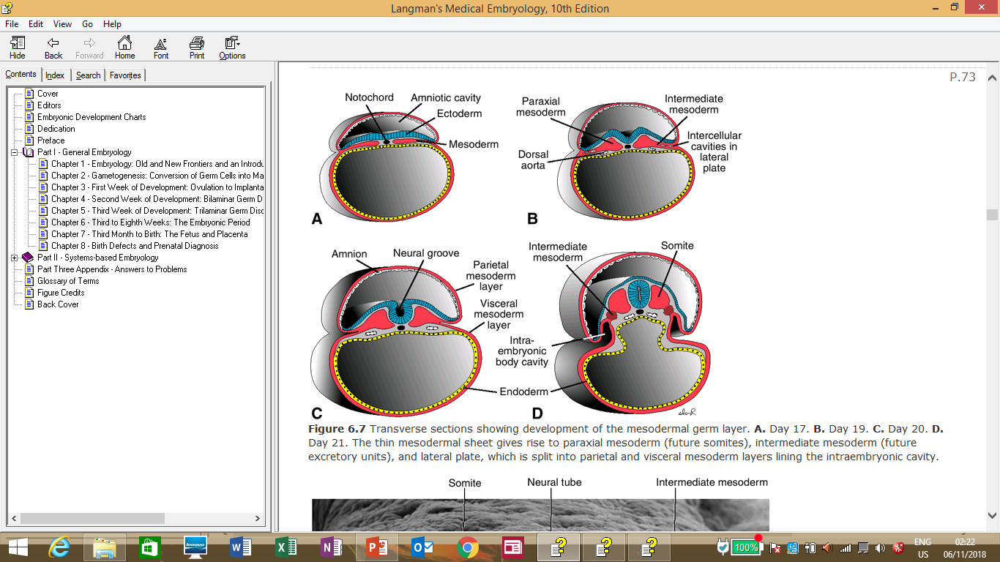 Langman's Medical Embryology, 10th Edition
File Edit View Go Help
Hide Back Forward Home Font Print Options
Contents Index Search Favorites
Cover
Editors
Embryonic Development Charts
Dedication
Preface
Part I - General Embryology
Chapter 1 - Embryology: Old and New Frontiers and an Introdu
Chapter 2 - Gametogenesis: Conversion of Germ Cells into Ma
Chapter 3 - First Week of Development: Ovulation to Implanta
Chapter 4 - Second Week of Development: Bilaminar Germ D
Chapter 5 - Third Week of Development: Trilaminar Germ Disc
Chapter 6 - Third to Eighth Weeks: The Embryonic Period
Chapter 7 - Third Month to Birth: The Fetus and Placenta
Chapter 8 - Birth Defects and Prenatal Diagnosis
Part II - Systems-based Embryology
Part Three Appendix - Answers to Problems
Glossary of Terms
Figure Credits
Back Cover
P.73
Notochord
Amniotic cavity
Ectoderm
Mesoderm
A
Paraxial
mesoderm
Intermediate
mesoderm
Intercellular
cavities in
lateral
plate
Dorsal
aorta
B
Amnion
Neural groove
Parietal
mesoderm
layer
Visceral
mesoderm
layer
C
Intermediate
mesoderm
Somite
Intra-
embryonic
body cavity
Endoderm
D
Figure 6.7 Transverse sections showing development of the mesodermal germ layer. A. Day 17. B. Day 19. C. Day 20. D.
Day 21. The thin mesodermal sheet gives rise to paraxial mesoderm (future somites), intermediate mesoderm (future
excretory units), and lateral plate, which is split into parietal and visceral mesoderm layers lining the intraembryonic cavity.
Somite Neural tube Intermediate mesoderm
lenovo
100%
ENG
US
02:22
06/11/2018